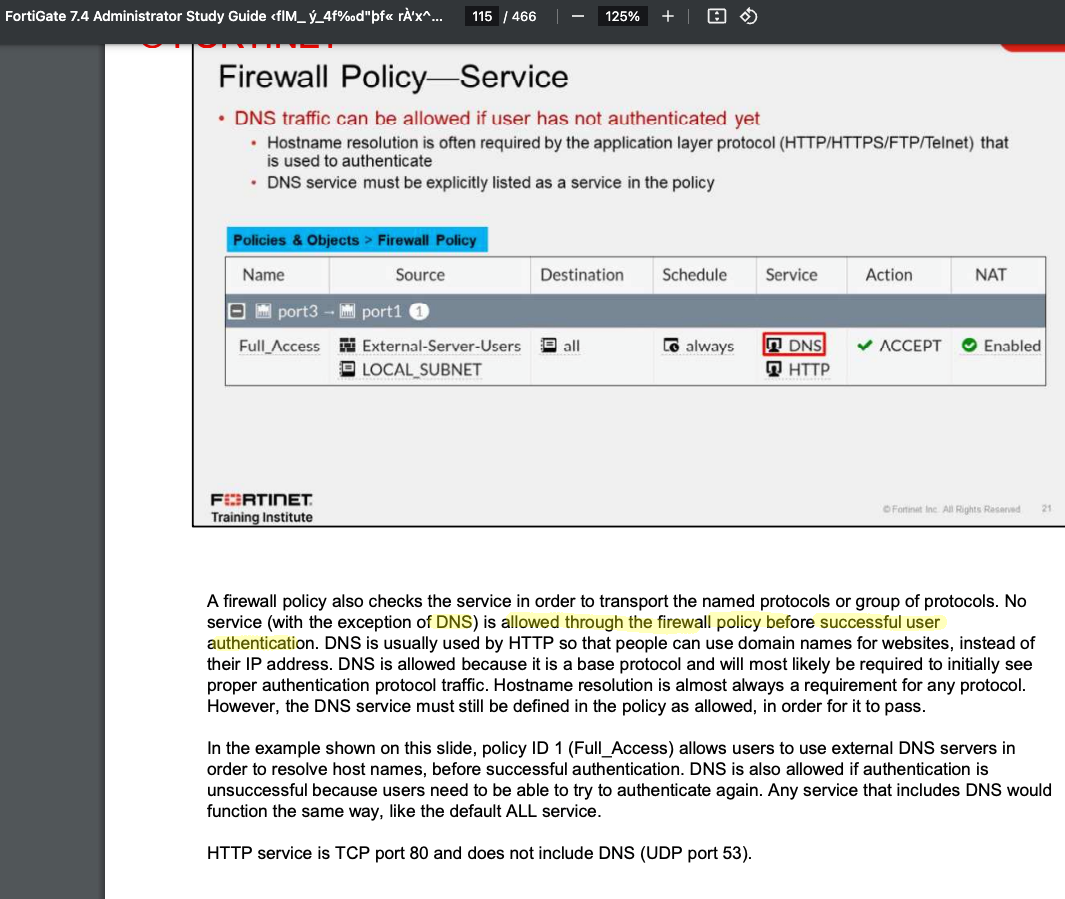 FortiGate 7.4 Administrator Study Guide ‹flM_ ý_4f‰d"þf« rÀ'x^...
115 / 466
125%
Firewall Policy—Service
• DNS traffic can be allowed if user has not authenticated yet
• Hostname resolution is often required by the application layer protocol (HTTP/HTTPS/FTP/Telnet) that
is used to authenticate
• DNS service must be explicitly listed as a service in the policy
Policies & Objects > Firewall Policy
Name Source Destination Schedule Service Action NAT
port3 → port1 1
Full_Access External-Server-Users all always DNS ACCEPT Enabled
LOCAL_SUBNET HTTP
FORTINET
Training Institute
© Fortinet Inc. All Rights Reserved. 21
A firewall policy also checks the service in order to transport the named protocols or group of protocols. No
service (with the exception of DNS) is allowed through the firewall policy before successful user
authentication. DNS is usually used by HTTP so that people can use domain names for websites, instead of
their IP address. DNS is allowed because it is a base protocol and will most likely be required to initially see
proper authentication protocol traffic. Hostname resolution is almost always a requirement for any protocol.
However, the DNS service must still be defined in the policy as allowed, in order for it to pass.
In the example shown on this slide, policy ID 1 (Full_Access) allows users to use external DNS servers in
order to resolve host names, before successful authentication. DNS is also allowed if authentication is
unsuccessful because users need to be able to try to authenticate again. Any service that includes DNS would
function the same way, like the default ALL service.
HTTP service is TCP port 80 and does not include DNS (UDP port 53).